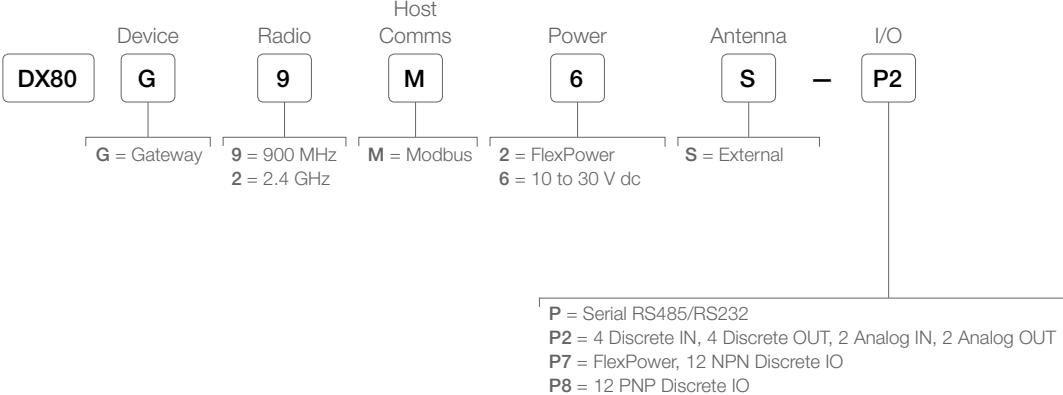 Host
Device Radio Comms Power Antenna I/O
DX80 G 9 M 6 S – P2
G = Gateway 9 = 900 MHz M = Modbus 2 = FlexPower S = External
2 = 2.4 GHz 6 = 10 to 30 V dc
P = Serial RS485/RS232
P2 = 4 Discrete IN, 4 Discrete OUT, 2 Analog IN, 2 Analog OUT
P7 = FlexPower, 12 NPN Discrete IO
P8 = 12 PNP Discrete IO